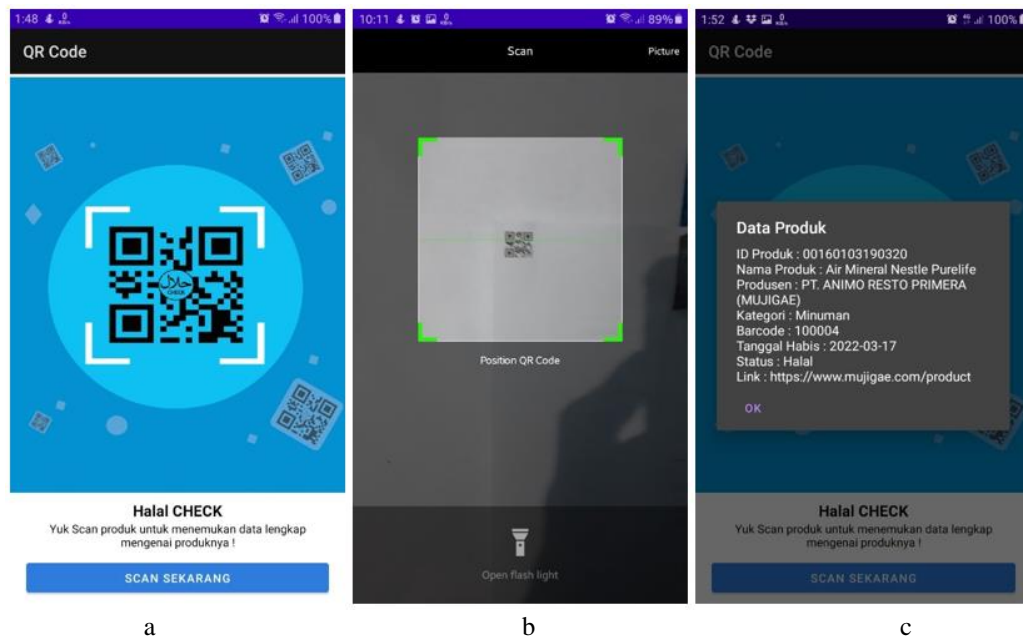 1:48
100%
QR Code
حلال
CHECK
Halal CHECK
Yuk Scan produk untuk menemukan data lengkap
mengenai produknya !
SCAN SEKARANG
a
10:11
89%
Scan
Picture
Position QR Code
Open flash light
b
1:52
100%
QR Code
Data Produk
ID Produk : 00160103190320
Nama Produk : Air Mineral Nestle Purelife
Produsen : PT. ANIMO RESTO PRIMERA
(MUJIGAE)
Kategori : Minuman
Barcode : 100004
Tanggal Habis : 2022-03-17
Status : Halal
Link : https://www.mujigae.com/product
OK
Halal CHECK
Yuk Scan produk untuk menemukan data lengkap
mengenai produknya !
SCAN SEKARANG
c